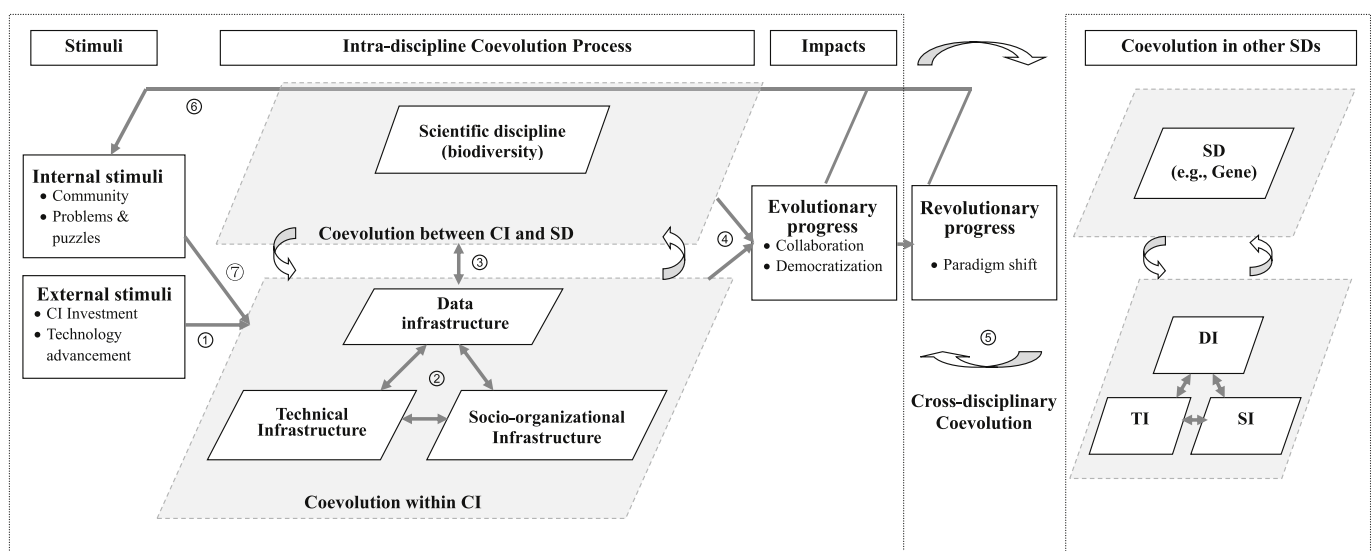 Stimuli
Intra-discipline Coevolution Process
Impacts
Coevolution in other SDs
⑥
Scientific discipline
(biodiversity)
Internal stimuli
• Community
• Problems &
puzzles
⑦
External stimuli
• CI Investment
• Technology
advancement
①
Coevolution between CI and SD
③
Data
infrastructure
②
Technical
Infrastructure
Socio-organizational
Infrastructure
Coevolution within CI
④
Evolutionary
progress
• Collaboration
• Democratization
Revolutionary
progress
• Paradigm shift
⑤
Cross-disciplinary
Coevolution
SD
(e.g., Gene)
DI
TI
SI